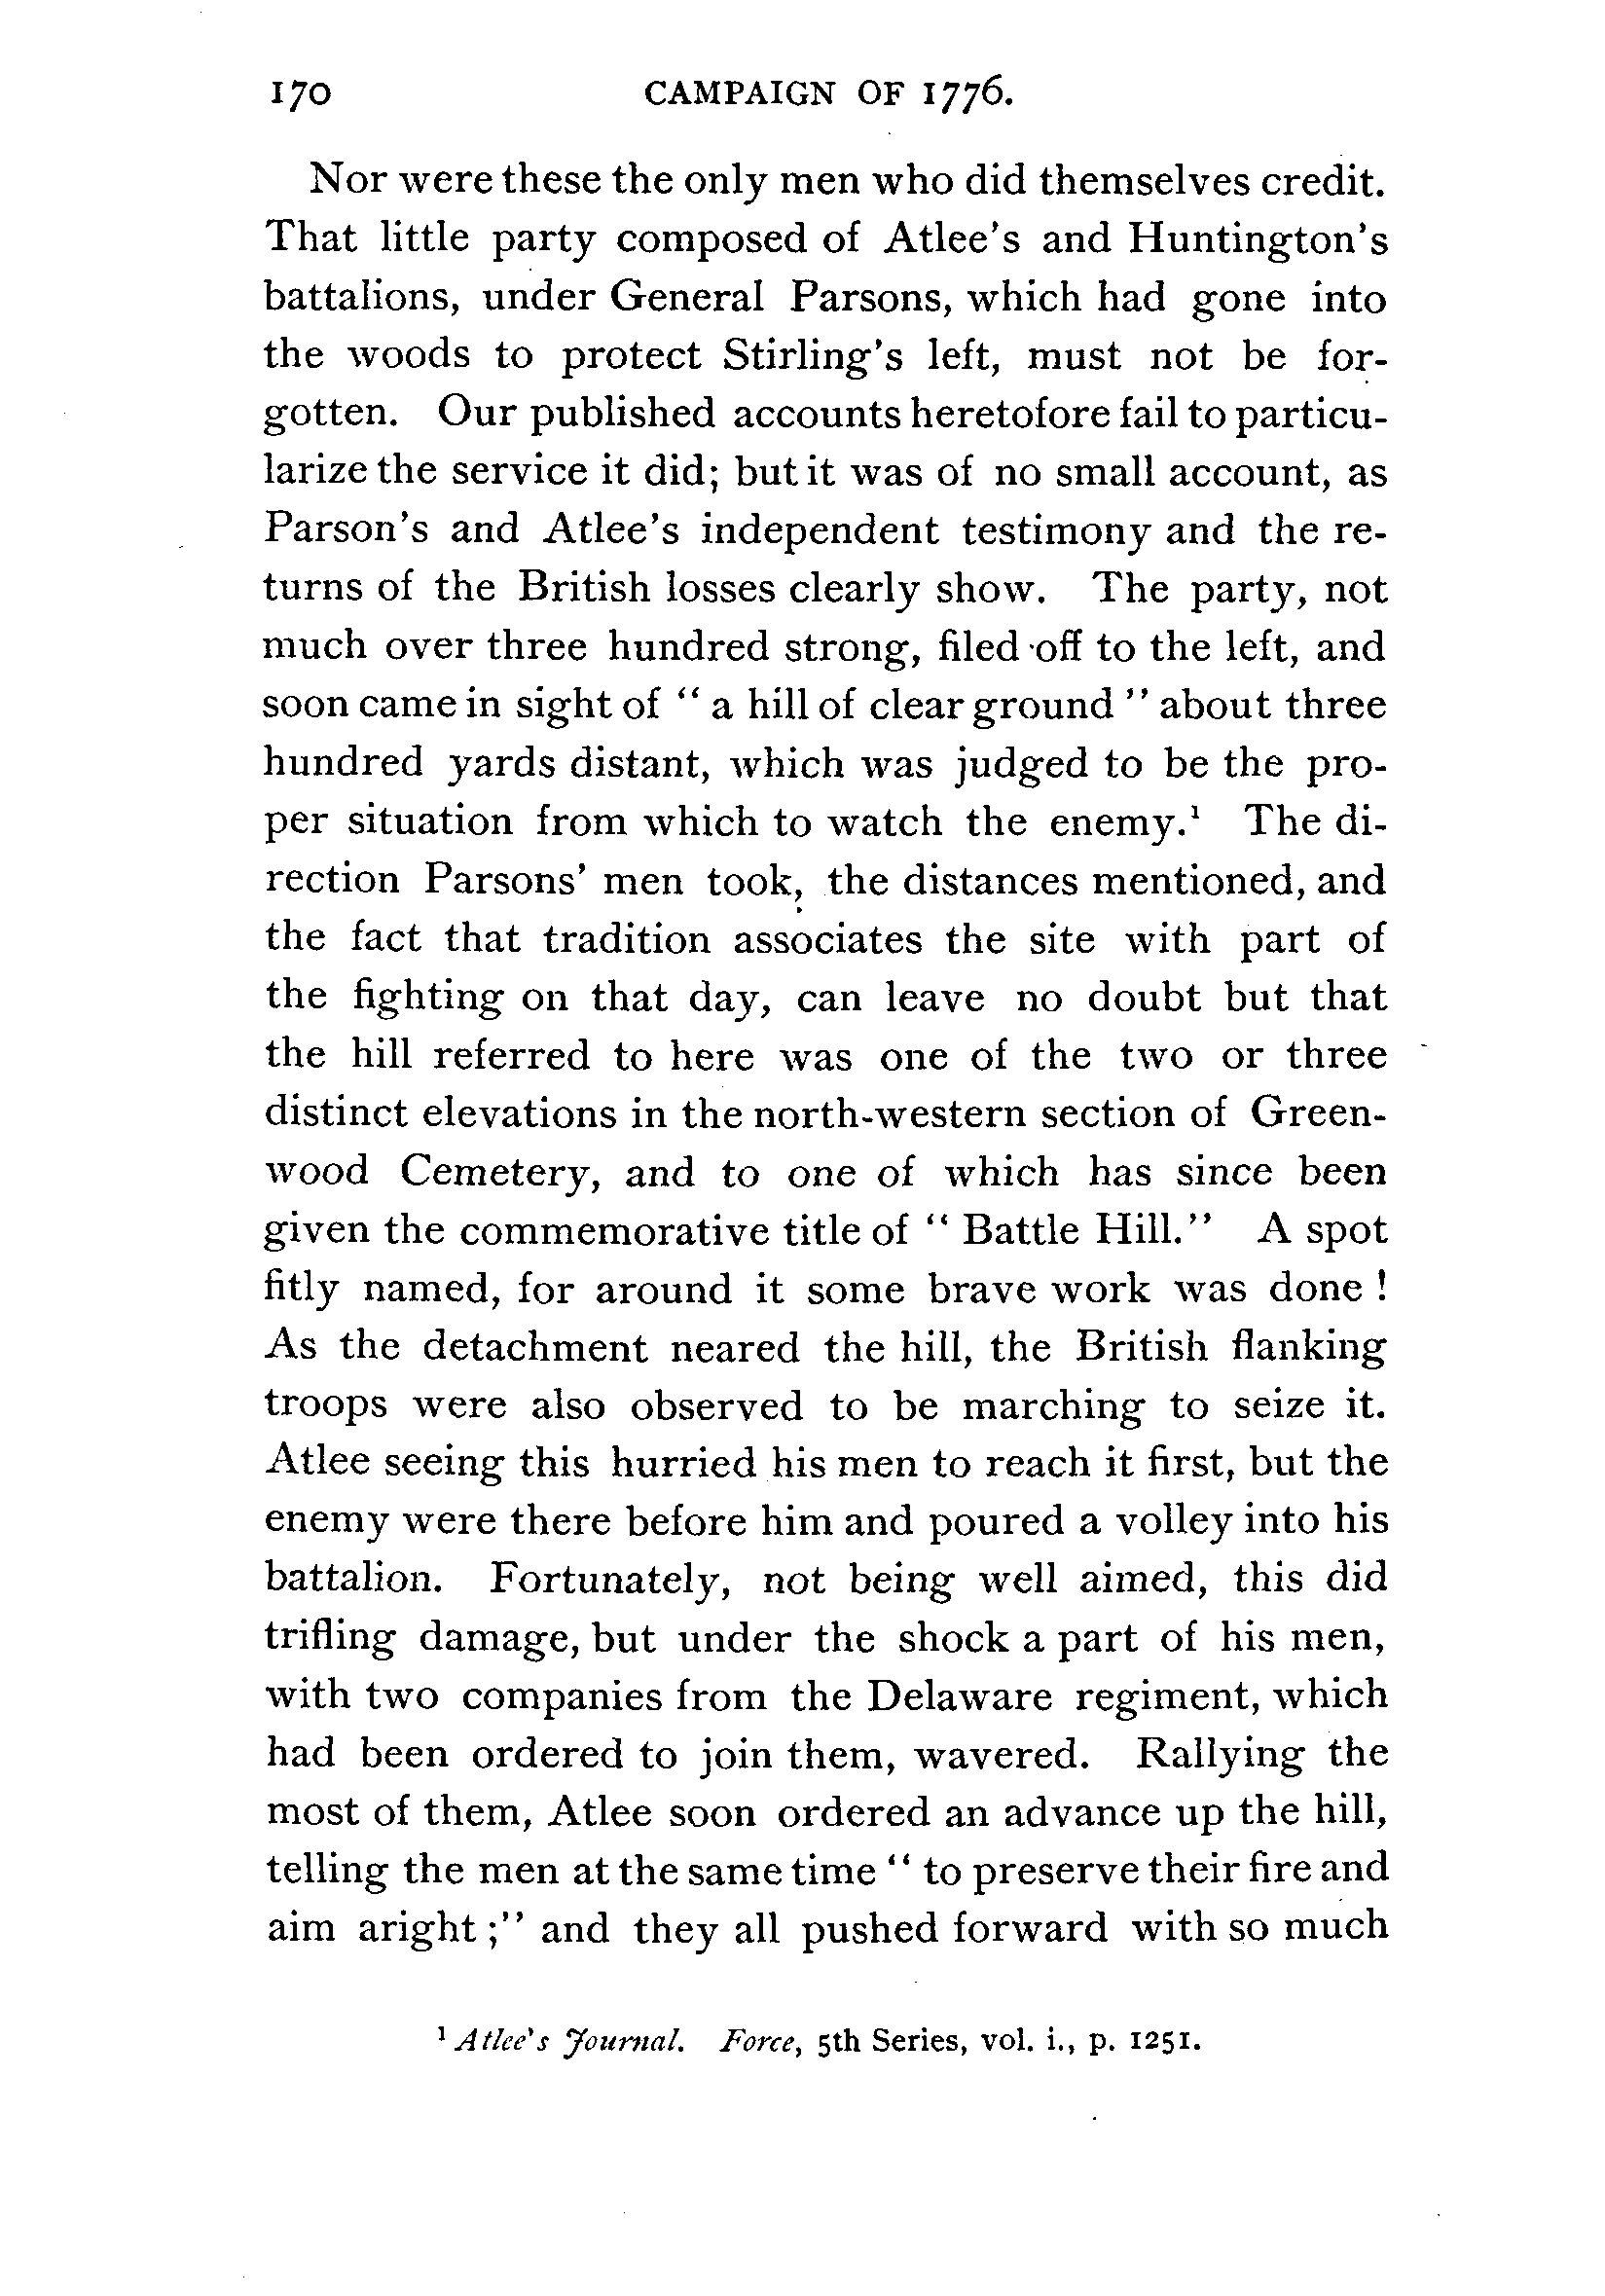 170 CAMPAIGN OF 1776.
Nor were these the only men who did themselves credit.
That little party composed of Atlee's and Huntington's
battalions, under General Parsons, which had gone into
the woods to protect Stirling's left, must not be for-
gotten. Our published accounts heretofore fail to particu-
larize the service it did; but it was of no small account, as
Parson's and Atlee's independent testimony and the re-
turns of the British losses clearly show. The party, not
much over three hundred strong, filed off to the left, and
soon came in sight of " a hill of clear ground " about three
hundred yards distant, which was judged to be the pro-
per situation from which to watch the enemy.¹ The di-
rection Parsons' men took, the distances mentioned, and
the fact that tradition associates the site with part of
the fighting on that day, can leave no doubt but that
the hill referred to here was one of the two or three
distinct elevations in the north-western section of Green-
wood Cemetery, and to one of which has since been
given the commemorative title of " Battle Hill." A spot
fitly named, for around it some brave work was done !
As the detachment neared the hill, the British flanking
troops were also observed to be marching to seize it.
Atlee seeing this hurried his men to reach it first, but the
enemy were there before him and poured a volley into his
battalion. Fortunately, not being well aimed, this did
trifling damage, but under the shock a part of his men,
with two companies from the Delaware regiment, which
had been ordered to join them, wavered. Rallying the
most of them, Atlee soon ordered an advance up the hill,
telling the men at the same time " to preserve their fire and
aim aright ;" and they all pushed forward with so much
¹ Atlee's Journal. Force, 5th Series, vol. i., p. 1251.